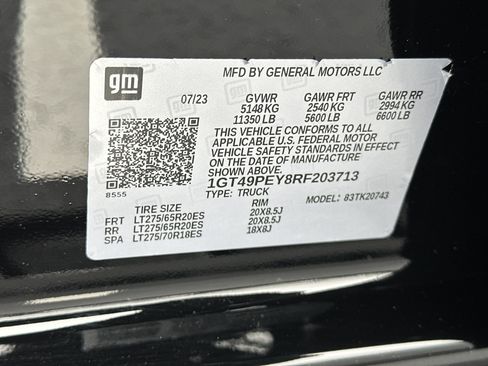 gm
MFD BY GENERAL MOTORS LLC
07/23 GVWR GAWR FRT GAWR RR
5148 KG 2540 KG 2994 KG
11350 LB 5600 LB 6600 LB
THIS VEHICLE CONFORMS TO ALL
APPLICABLE U.S. FEDERAL MOTOR
VEHICLE SAFETY STANDARDS IN EFFECT
ON THE DATE OF MANUFACTURE
SHOWN ABOVE.
1GT49PEY8RF203713
8555 TYPE: TRUCK MODEL: 83TK20743
TIRE SIZE RIM
FRT LT275/65R20ES 20X8.5J
RR LT275/65R20ES 20X8.5J
SPA LT275/70R18ES 18X8J